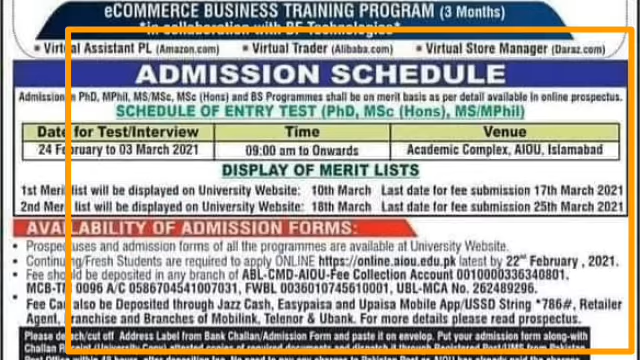 eCOMMERCE BUSINESS TRAINING PROGRAM (3 Months)
*in collaboration with BF Technologies*
• Virtual Assistant PL (Amazon.com) • Virtual Trader (Alibaba.com) • Virtual Store Manager (Daraz.com)
ADMISSION SCHEDULE
Admission in PhD, MPhil, MS/MSc, MSc (Hons) and BS Programmes shall be on merit basis as per detail available in online prospectus.
SCHEDULE OF ENTRY TEST (PhD, MSc (Hons), MS/MPhil)
Date for Test/Interview Time Venue
24 February to 03 March 2021 09:00 am to Onwards Academic Complex, AIOU, Islamabad
DISPLAY OF MERIT LISTS
1st Merit list will be displayed on University Website: 10th March Last date for fee submission 17th March 2021
2nd Merit list will be displayed on University Website: 18th March Last date for fee submission 25th March 2021
AVAILABILITY OF ADMISSION FORMS:
• Prospectuses and admission forms of all the programmes are available at University Website.
• Continuing/Fresh Students are required to apply ONLINE https://online.aiou.edu.pk latest by 22nd February , 2021.
• Fee should be deposited in any branch of ABL-CMD-AIOU-Fee Collection Account 0010000336340801.
MCB-TM 0096 A/C 0586704541007031, FWBL 0036010745610001, UBL-MCA No. 262489296.
• Fee Can also be Deposited through Jazz Cash, Easypaisa and Upaisa Mobile App/USSD String *786#, Retailer
Agent, Franchise and Branches of Mobilink, Telenor & Ubank. For more details please read prospectus.
Please detach/cut off Address Label from Bank Challan/Admission Form and paste it on envelop. Put your admission form along-with